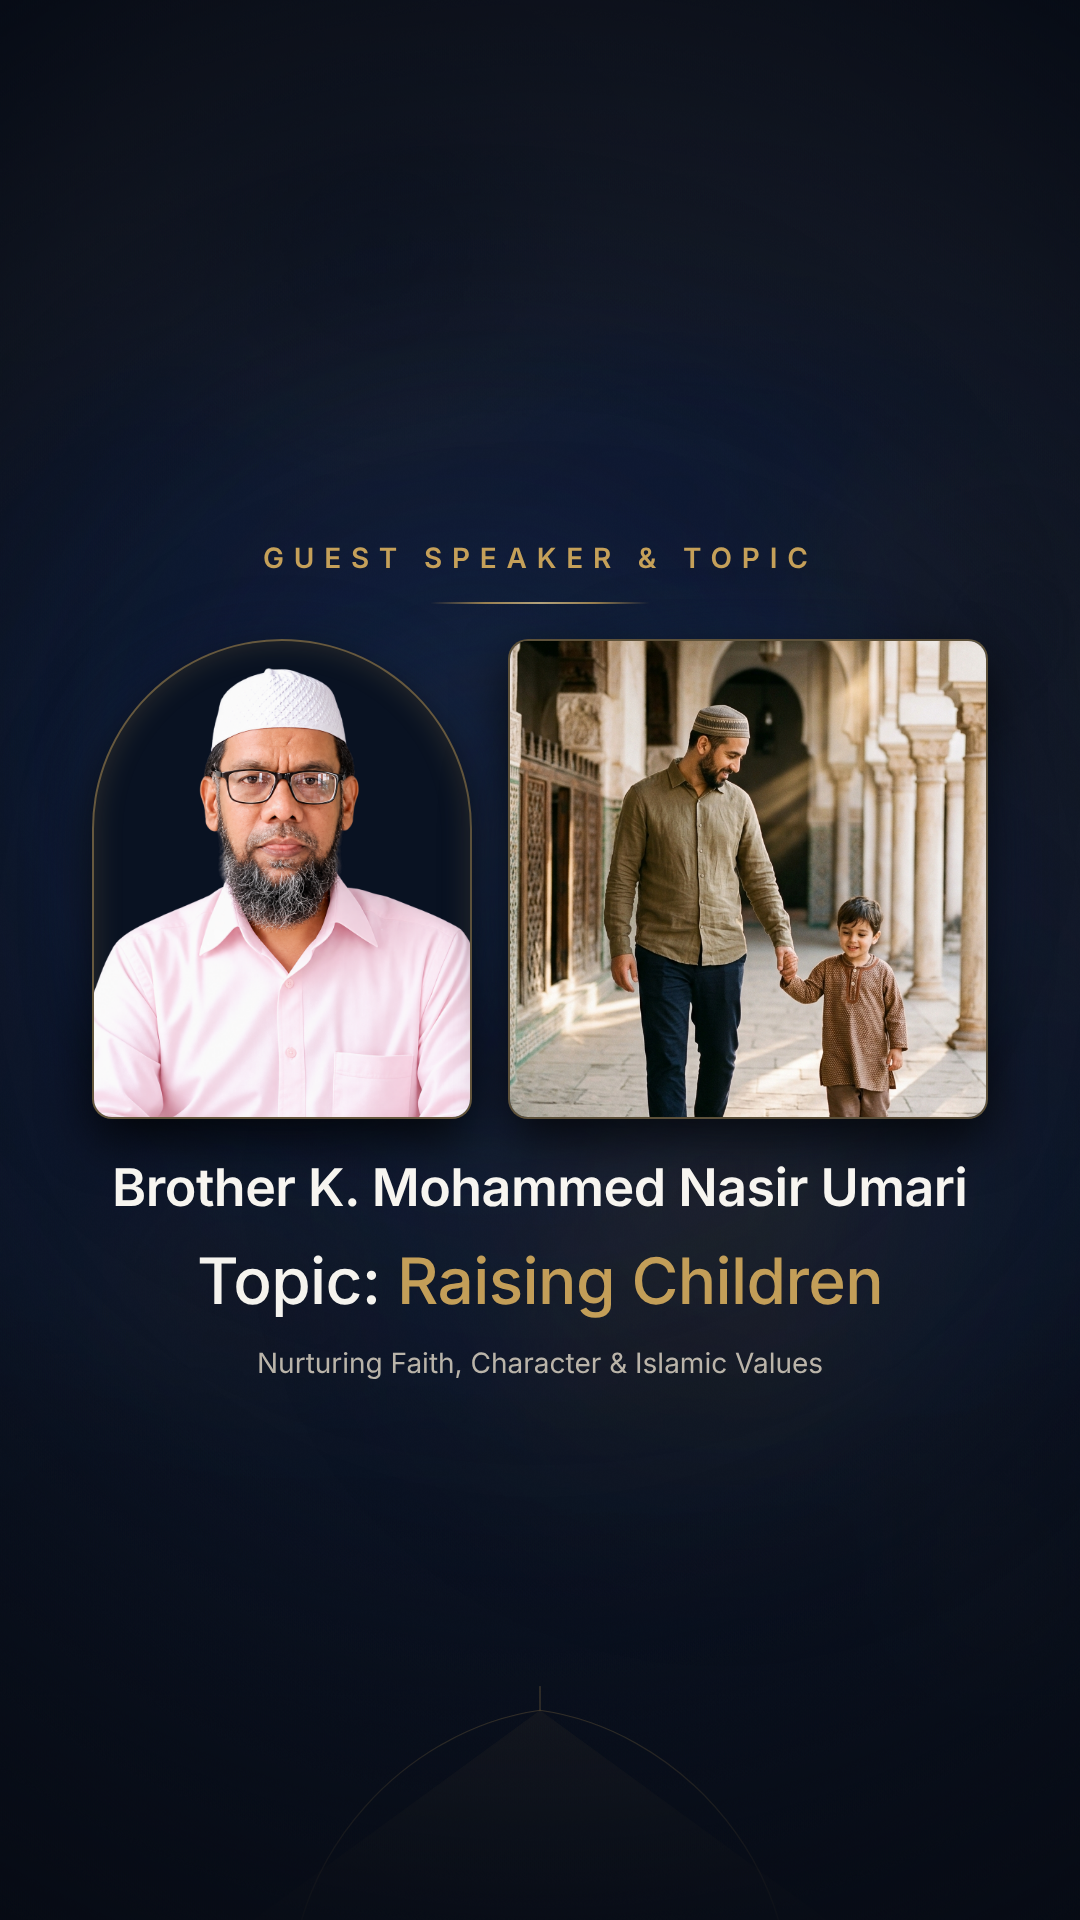 GUEST SPEAKER & TOPIC
Brother K. Mohammed Nasir Umari
Topic: Raising Children
Nurturing Faith, Character & Islamic Values